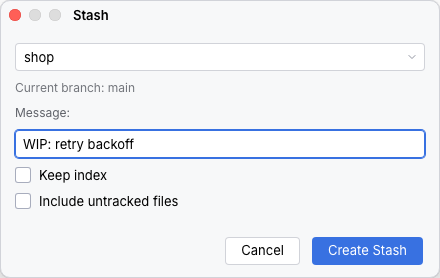 Stash
shop
Current branch: main
Message:
WIP: retry backoff
Keep index
Include untracked files
Cancel
Create Stash